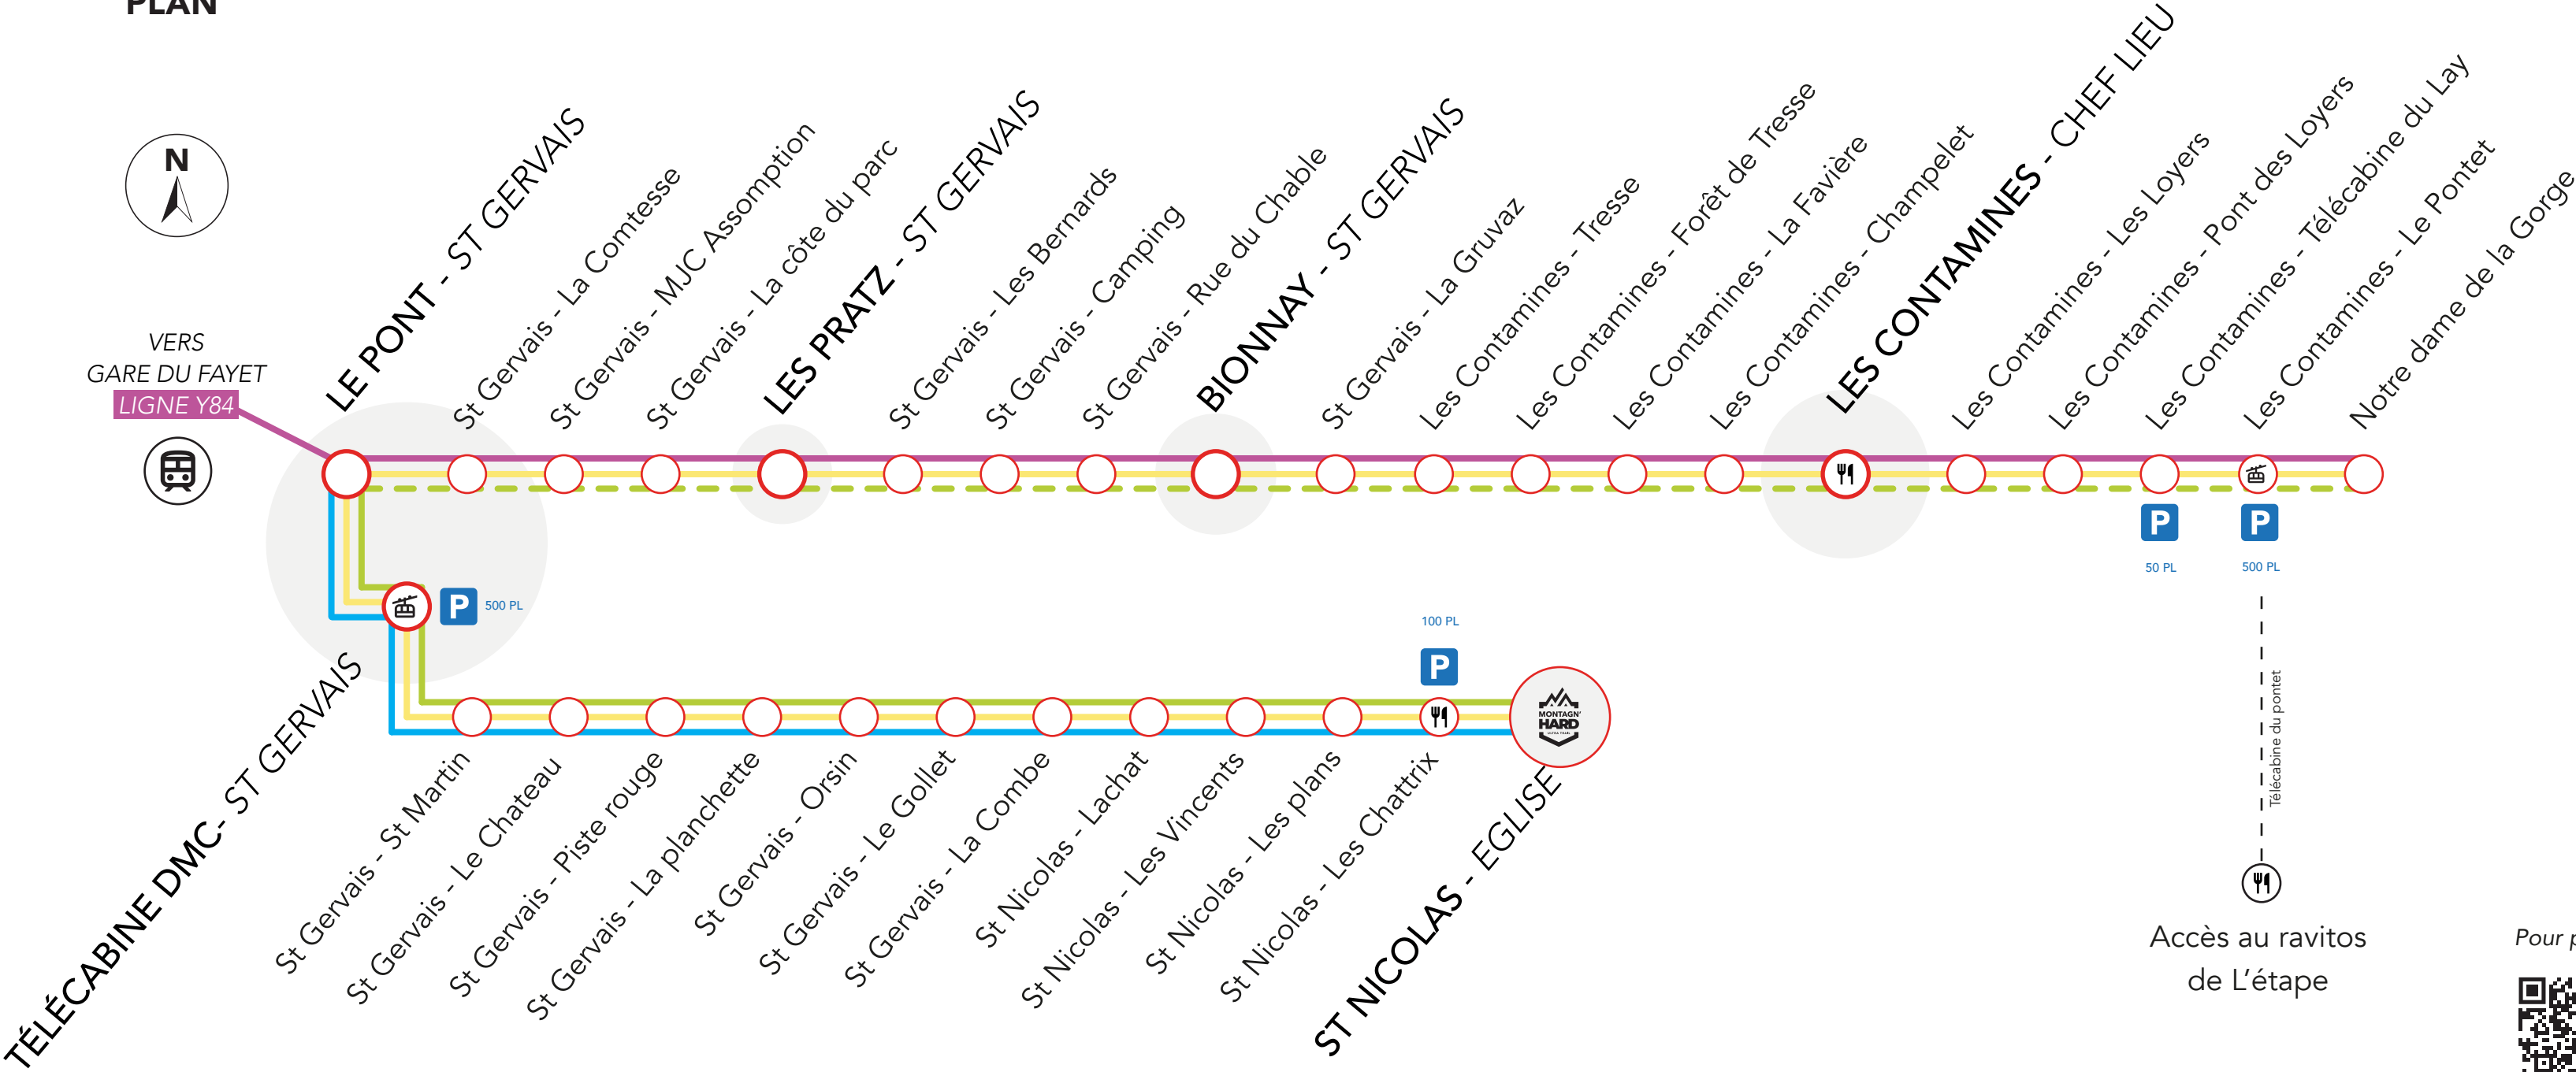 PLAN
N
VERS
GARE DU FAYET
LIGNE Y84
LE PONT - ST GERVAIS
St Gervais - La Comtesse
St Gervais - MJC Assomption
St Gervais - La côte du parc
LES PRATZ - ST GERVAIS
St Gervais - Les Bernards
St Gervais - Camping
St Gervais - Rue du Chable
BIONNAY - ST GERVAIS
St Gervais - La Gruvaz
Les Contamines - Tresse
Les Contamines - Forêt de Tresse
Les Contamines - La Favière
Les Contamines - Champelet
LES CONTAMINES - CHEF LIEU
Les Contamines - Les Loyers
Les Contamines - Pont des Loyers
Les Contamines - Télécabine du Lay
Les Contamines - Le Pontet
Notre dame de la Gorge
P
50 PL
P
500 PL
P
500 PL
100 PL
P
MONTAGN'
HARD
TÉLÉCABINE DMC- ST GERVAIS
St Gervais - St Martin
St Gervais - Le Chateau
St Gervais - Piste rouge
St Gervais - La planchette
St Gervais - Orsin
St Gervais - Le Gollet
St Gervais - La Combe
St Nicolas - Lachat
St Nicolas - Les Vincents
St Nicolas - Les plans
St Nicolas - Les Chattrix
ST NICOLAS - EGLISE
Télécabine du pontet
Accès au ravitos
de L'étape
Pour